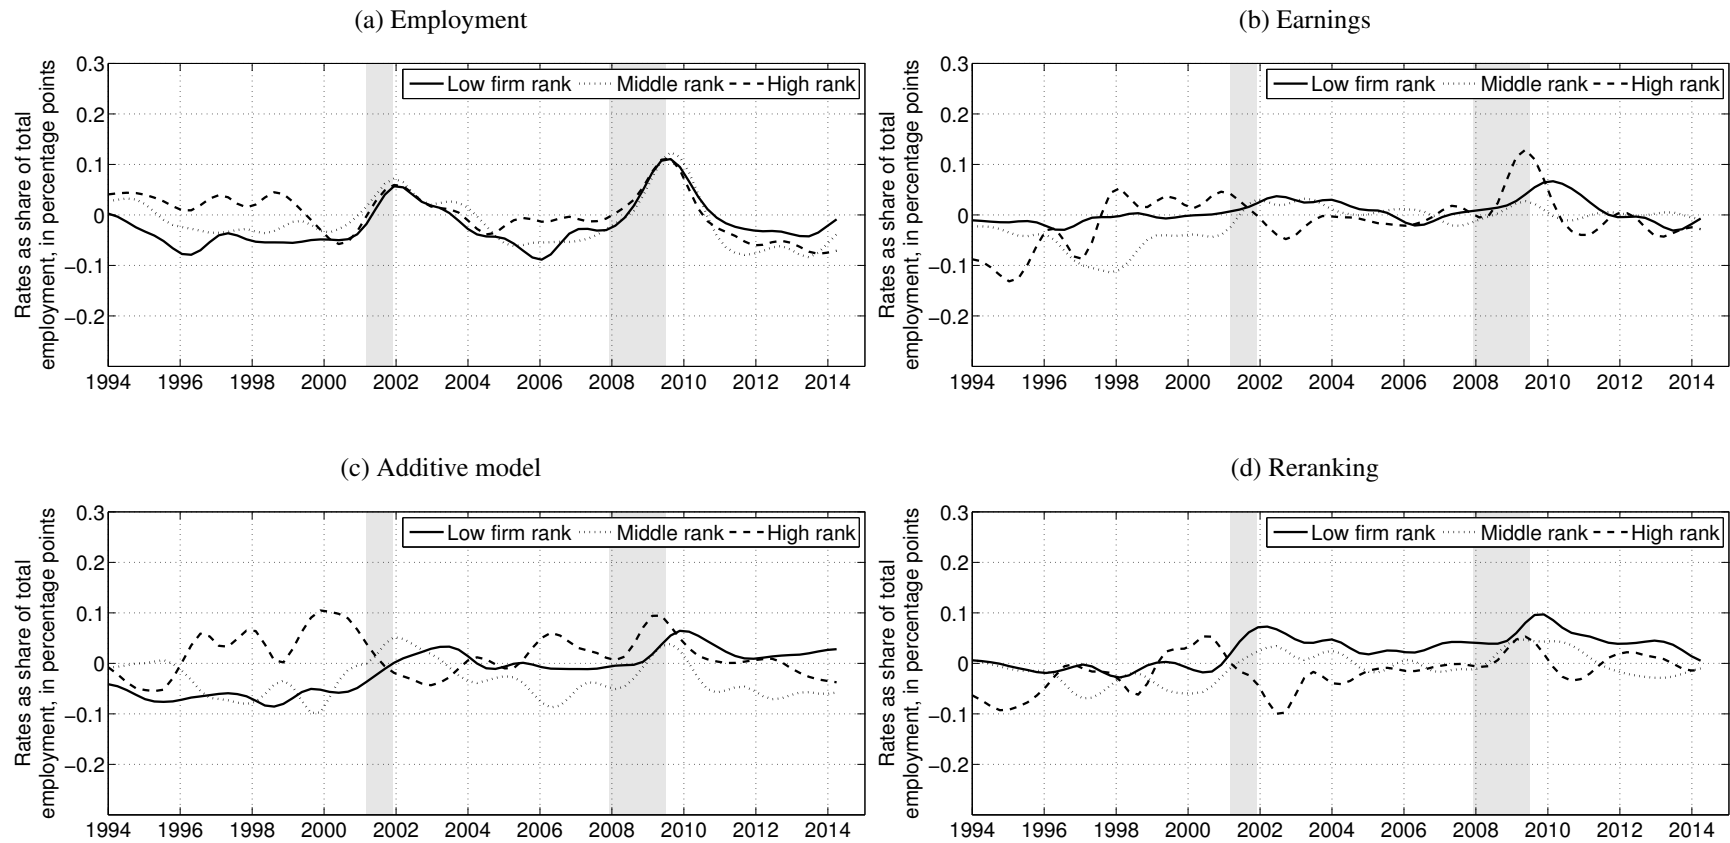 (a) Employment
Rates as share of total
employment, in percentage points
0.3
0.2
0.1
0
−0.1
−0.2
Low firm rank Middle rank High rank
1994 1996 1998 2000 2002 2004 2006 2008 2010 2012 2014
(b) Earnings
Rates as share of total
employment, in percentage points
0.3
0.2
0.1
0
−0.1
−0.2
Low firm rank Middle rank High rank
1994 1996 1998 2000 2002 2004 2006 2008 2010 2012 2014
(c) Additive model
Rates as share of total
employment, in percentage points
0.3
0.2
0.1
0
−0.1
−0.2
Low firm rank Middle rank High rank
1994 1996 1998 2000 2002 2004 2006 2008 2010 2012 2014
(d) Reranking
Rates as share of total
employment, in percentage points
0.3
0.2
0.1
0
−0.1
−0.2
Low firm rank Middle rank High rank
1994 1996 1998 2000 2002 2004 2006 2008 2010 2012 2014